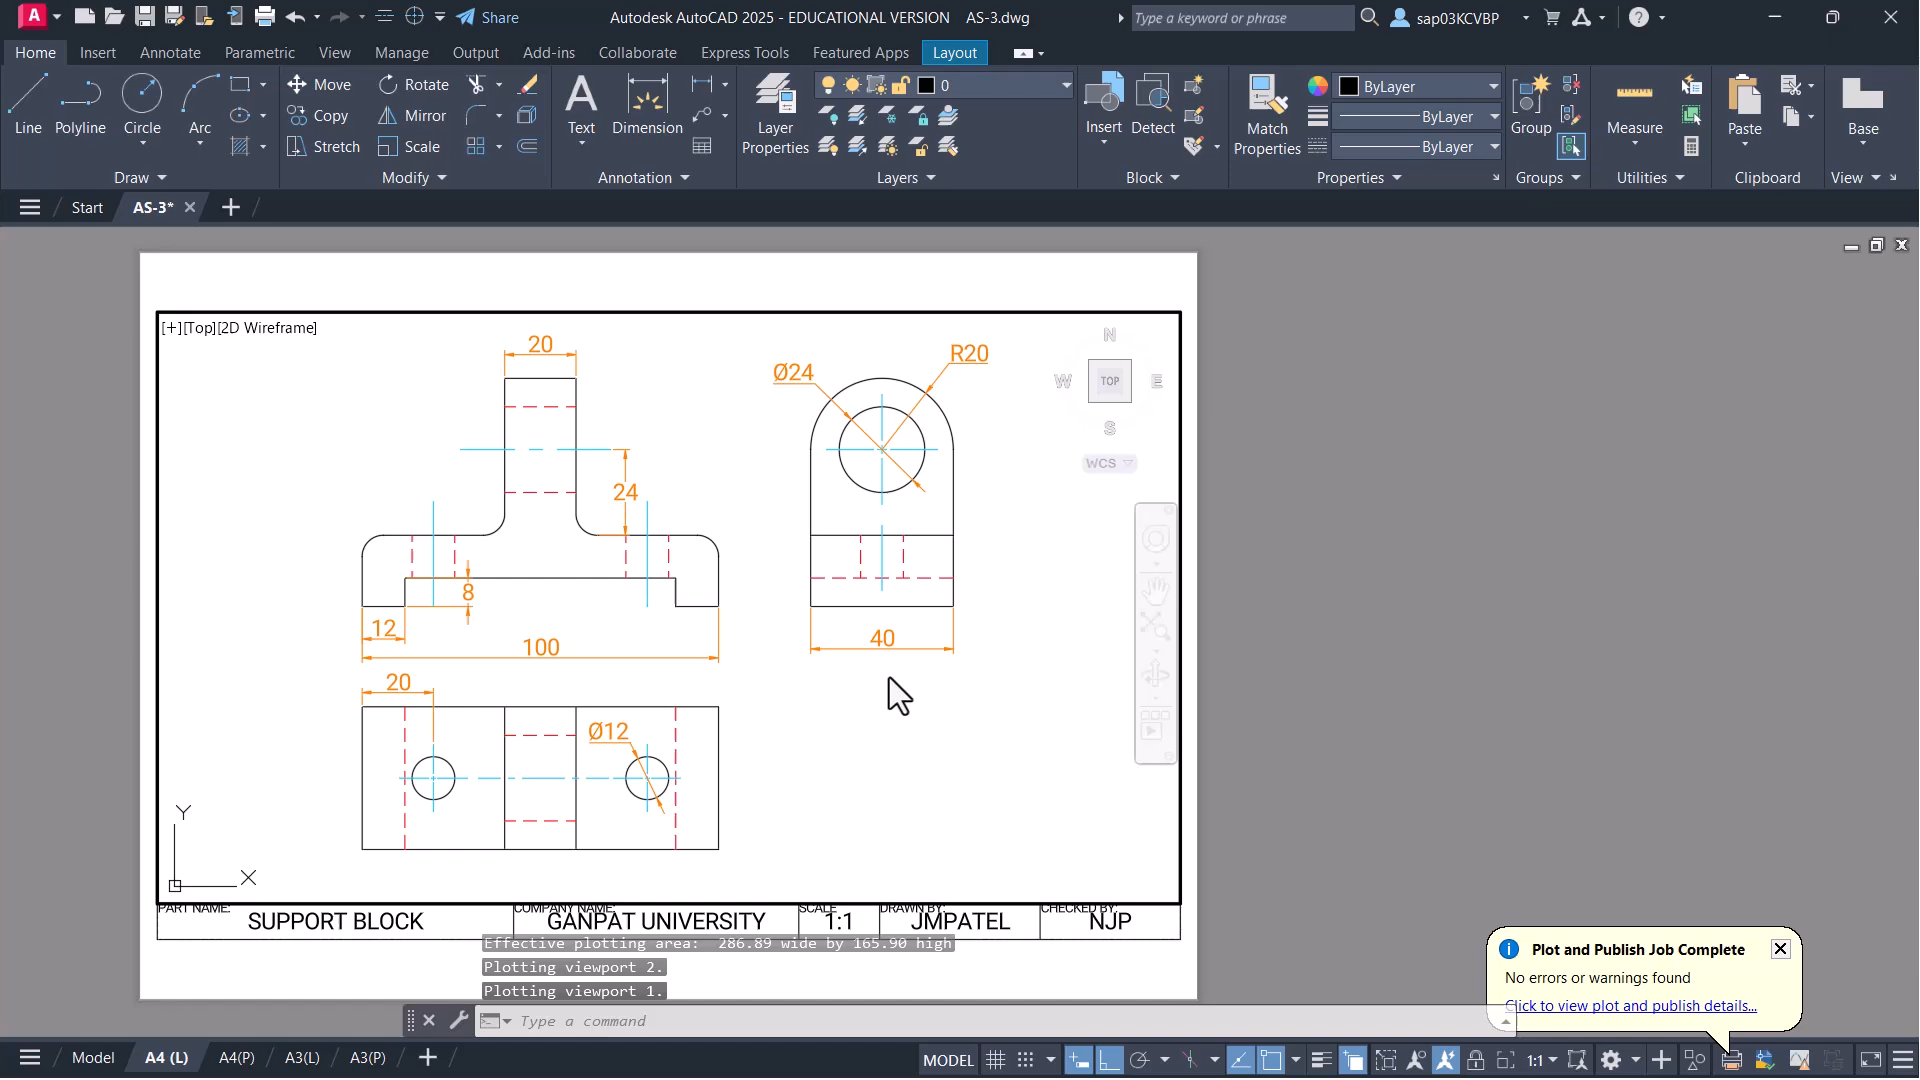 Share
Autodesk AutoCAD 2025 - EDUCATIONAL VERSION AS-3.dwg
Type a keyword or phrase
sap03KCVBP
Home Insert Annotate Parametric View Manage Output Add-ins Collaborate Express Tools Featured Apps Layout
Line Polyline Circle Arc
Move Rotate
Copy Mirror
Stretch Scale
Text Dimension
Layer Properties
0
Insert Detect
Match Properties
ByLayer
ByLayer
ByLayer
Group
Measure
Paste
Base
Draw Modify Annotation Layers Block Properties Groups Utilities Clipboard View
Start AS-3*
[+][Top][2D Wireframe]
20
Ø24
R20
N
W TOP E
S
WCS
24
8
12
100
40
20
Ø12
Y
X
PART NAME: COMPANY NAME: SCALE DRAWN BY: CHECKED BY:
SUPPORT BLOCK GANPAT UNIVERSITY 1:1 JMPATEL NJP
Effective plotting area: 286.89 wide by 165.90 high
Plotting viewport 2.
Plotting viewport 1.
Type a command
Plot and Publish Job Complete
No errors or warnings found
Click to view plot and publish details...
Model A4 (L) A4(P) A3(L) A3(P)
MODEL 1:1